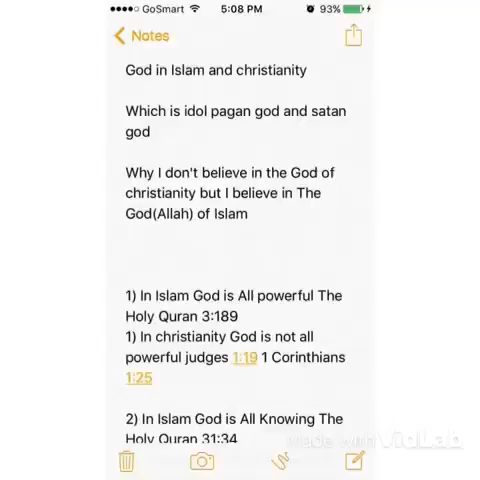 GoSmart 5:08 PM 93%
Notes
God in Islam and christianity
Which is idol pagan god and satan
god
Why I don't believe in the God of
christianity but I believe in The
God(Allah) of Islam
1) In Islam God is All powerful The
Holy Quran 3:189
1) In christianity God is not all
powerful judges 1:19 1 Corinthians
1:25
2) In Islam God is All Knowing The
Holy Quran 31:34
Made with VidLab